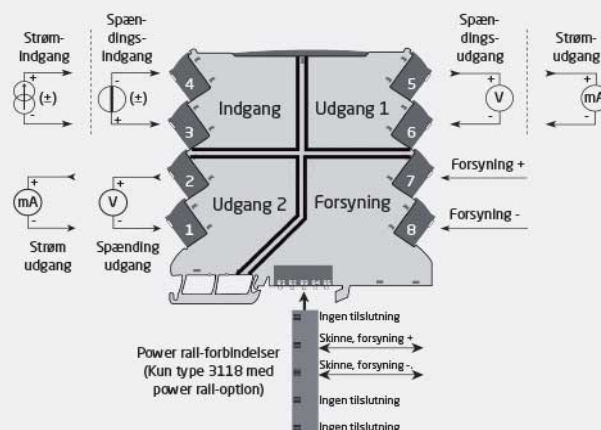 Strøm-
indgang
Spæn-
dings-
indgang
+
(±)
-
-
(±)
+
4
3
2
1
Indgang
Udgang 1
Udgang 2
Forsyning
5
6
7
8
Spæn-
dings-
udgang
Strøm-
udgang
+
V
-
+
mA
-
Forsyning +
Forsyning -
+
mA
-
Strøm
udgang
+
V
-
Spænding
udgang
Power rail-forbindelser
(Kun type 3118 med
power rail-option)
Ingen tilslutning
Skinne, forsyning +
Skinne, forsyning -.
Ingen tilslutning
Ingen tilslutning